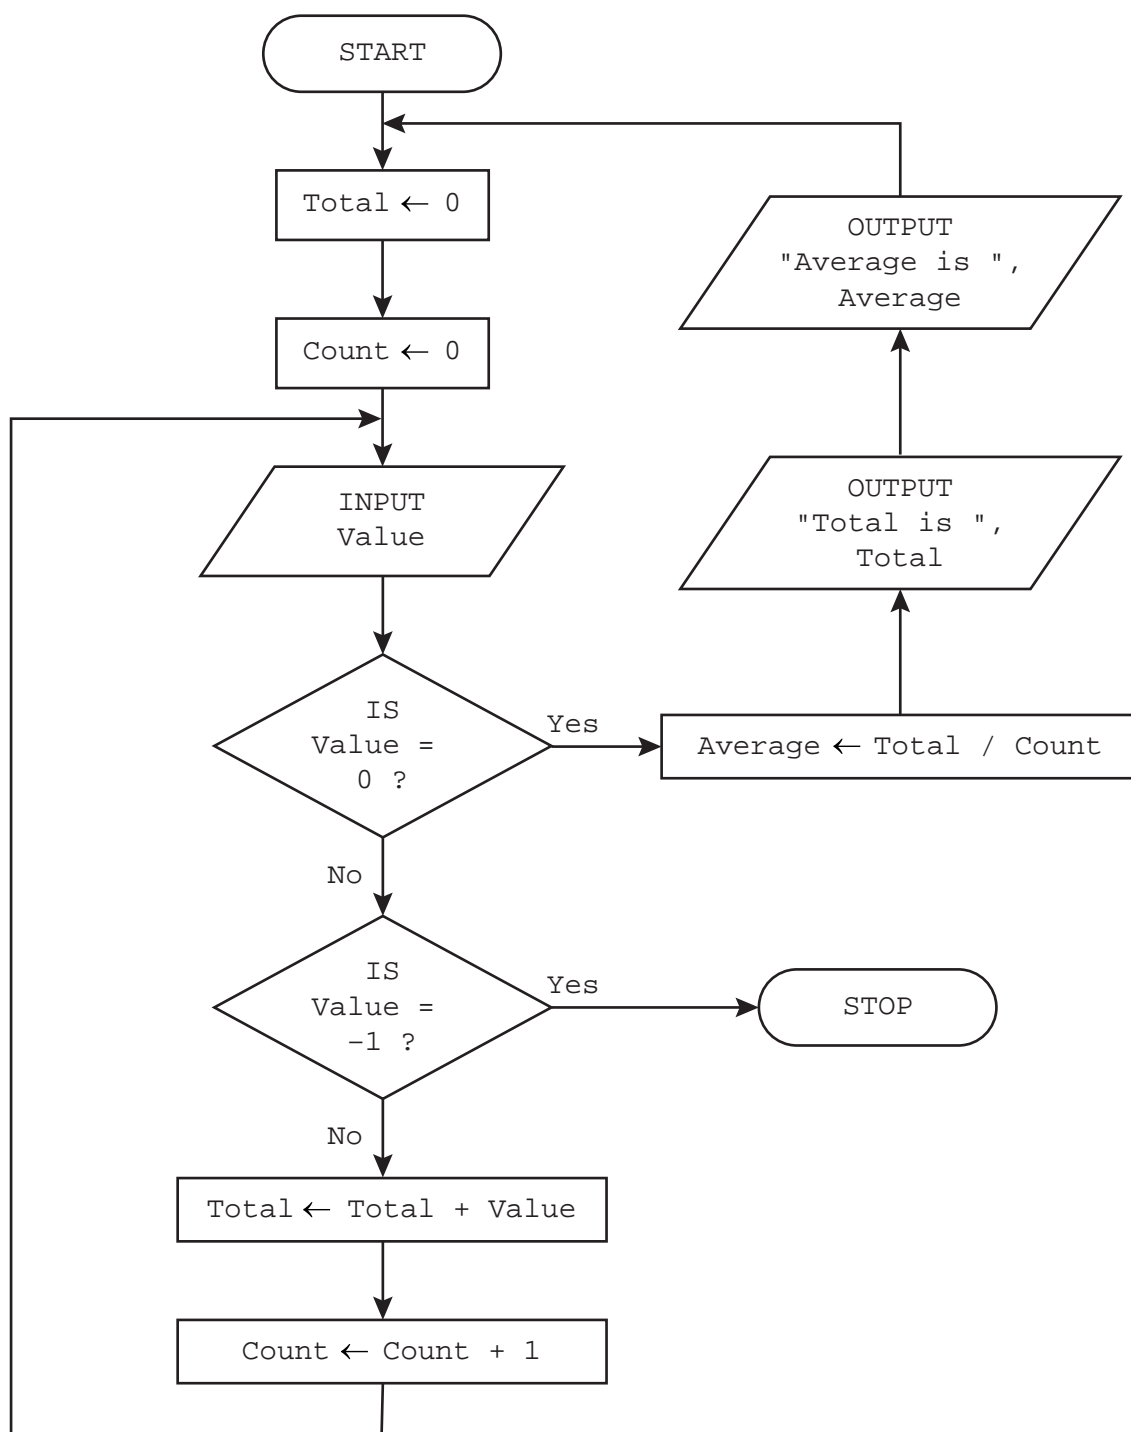 START
Total ← 0
Count ← 0
INPUT
Value
IS
Value =
0 ?
Yes
No
Average ← Total / Count
OUTPUT
"Total is ",
Total
OUTPUT
"Average is ",
Average
IS
Value =
–1 ?
Yes
STOP
No
Total ← Total + Value
Count ← Count + 1